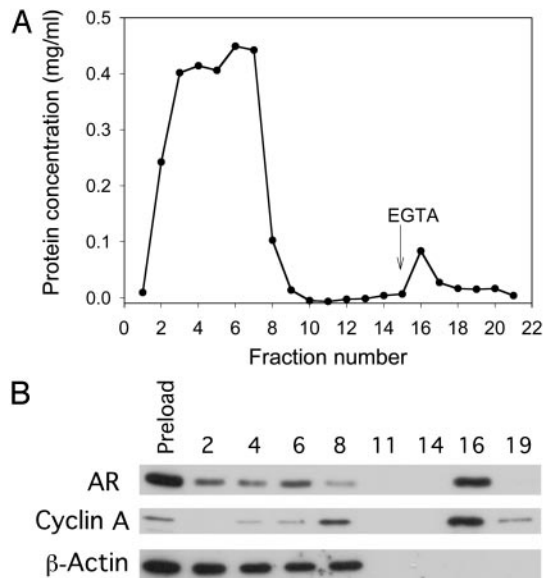 A
Protein concentration (mg/ml)
0.5
0.4
0.3
0.2
0.1
0.0
EGTA
0 2 4 6 8 10 12 14 16 18 20 22
Fraction number
B
Preload 2 4 6 8 11 14 16 19
AR
Cyclin A
β-Actin